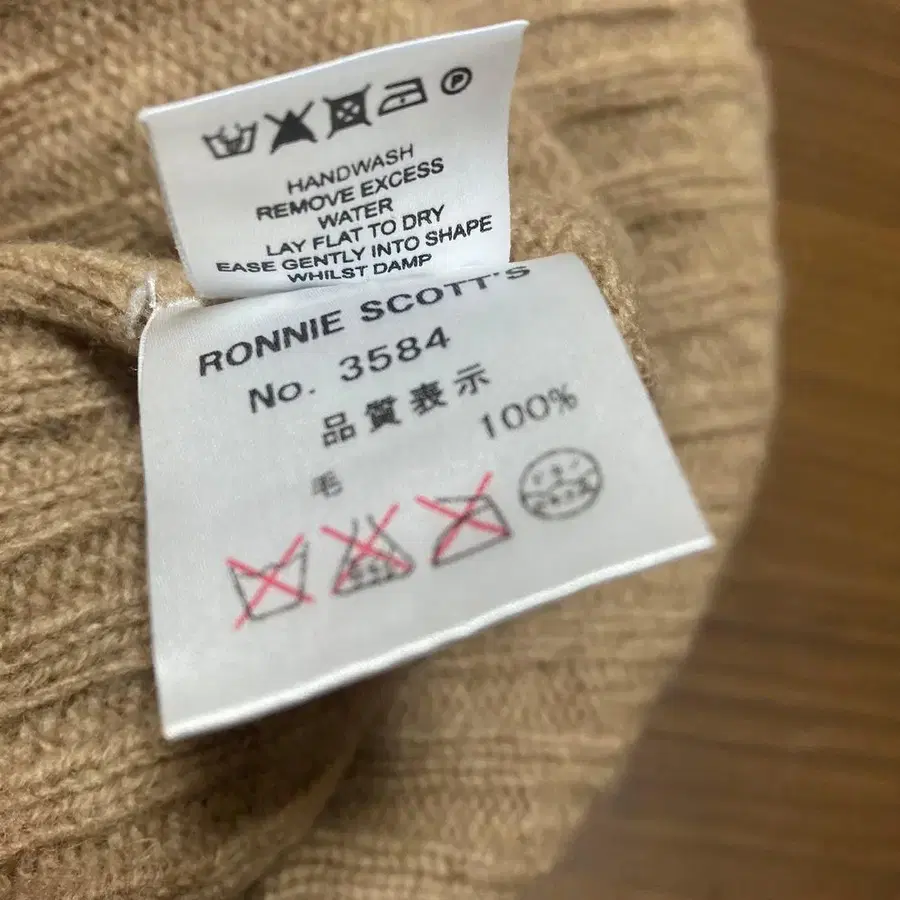 P
HANDWASH
REMOVE EXCESS
WATER
LAY FLAT TO DRY
EASE GENTLY INTO SHAPE
WHILST DAMP
RONNIE SCOTT'S
No. 3584
品質表示
毛 100%